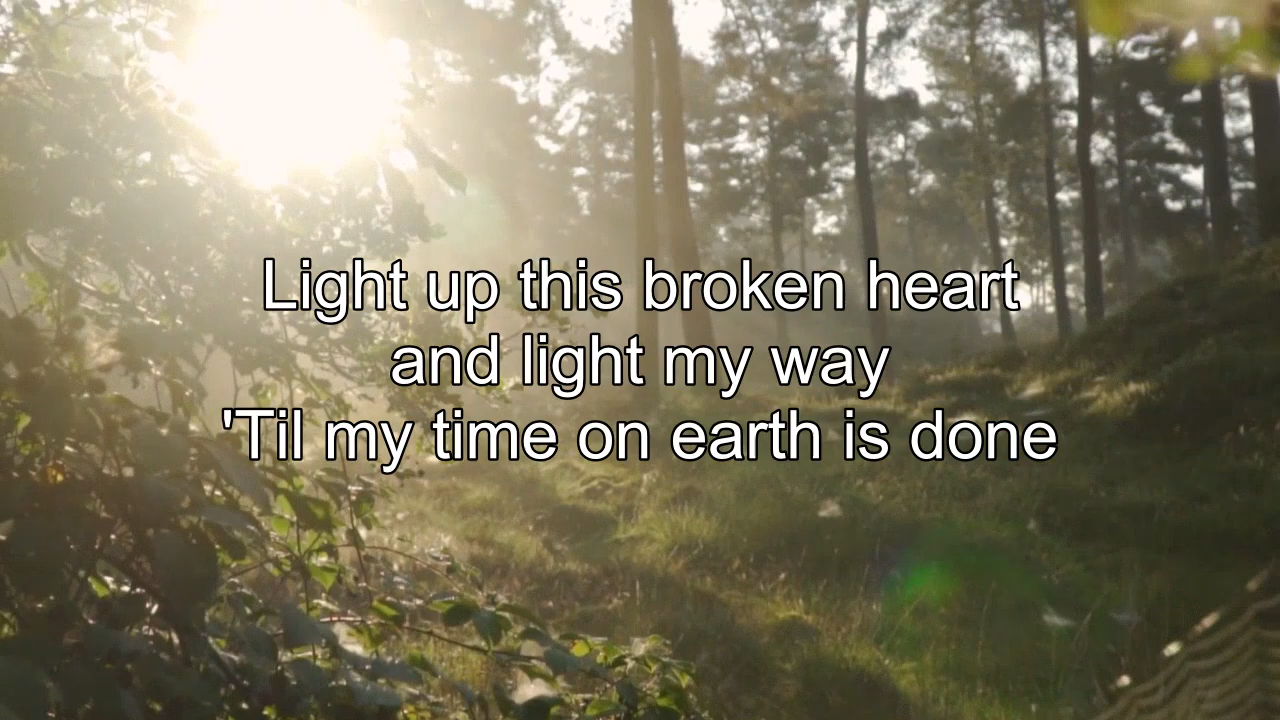 Light up this broken heart
and light my way
'Til my time on earth is done